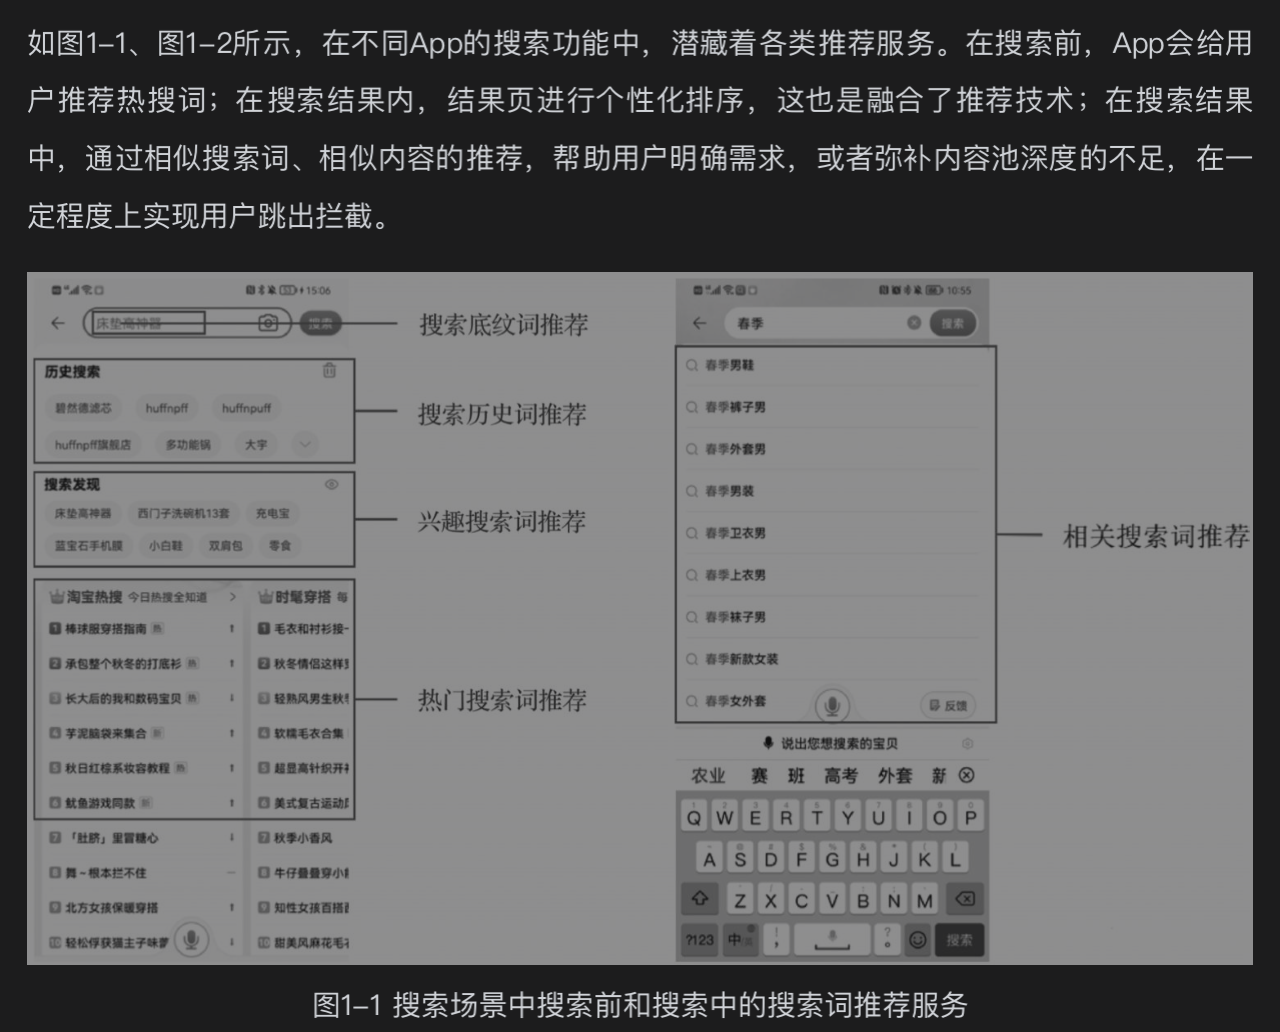 如图1-1、图1-2所示，在不同App的搜索功能中，潜藏着各类推荐服务。在搜索前，App会给用
户推荐热搜词；在搜索结果内，结果页进行个性化排序，这也是融合了推荐技术；在搜索结果
中，通过相似搜索词、相似内容的推荐，帮助用户明确需求，或者弥补内容池深度的不足，在一
定程度上实现用户跳出拦截。
15:06
床垫高神器
搜索
搜索底纹词推荐
历史搜索
碧然德滤芯 huffnpff huffnpuff
huffnpff旗舰店 多功能锅 大宇
搜索历史词推荐
搜索发现
床垫高神器 西门子洗碗机13套 充电宝
蓝宝石手机膜 小白鞋 双肩包 零食
兴趣搜索词推荐
淘宝热搜 今日热搜全知道
1 棒球服穿搭指南 热
2 承包整个秋冬的打底衫 热
3 长大后的我和数码宝贝 热
4 芋泥脑袋来集合 新
5 秋日红棕系妆容教程 热
6 鱿鱼游戏同款 新
7 「肚脐」里冒糖心
8 舞-根本拦不住
9 北方女孩保暖穿搭
10 轻松俘获猫主子味蕾
时髦穿搭 每
1 毛衣和衬衫接
2 秋冬情侣这样
3 轻熟风男生秋
4 软糯毛衣合集
5 超显高针织开
6 美式复古运动
7 秋季小香风
8 牛仔叠叠穿小
9 知性女孩百搭
10 甜美风麻花毛
热门搜索词推荐
10:55
春季
搜索
春季男鞋
春季裤子男
春季外套男
春季男装
春季卫衣男
春季上衣男
春季袜子男
春季新款女装
春季女外套
反馈
相关搜索词推荐
说出您想搜索的宝贝
农业 赛 班 高考 外套 新
Q W E R T Y U I O P
A S D F G H J K L
Z X C V B N M
?123 中 ， 。 搜索
图1-1 搜索场景中搜索前和搜索中的搜索词推荐服务